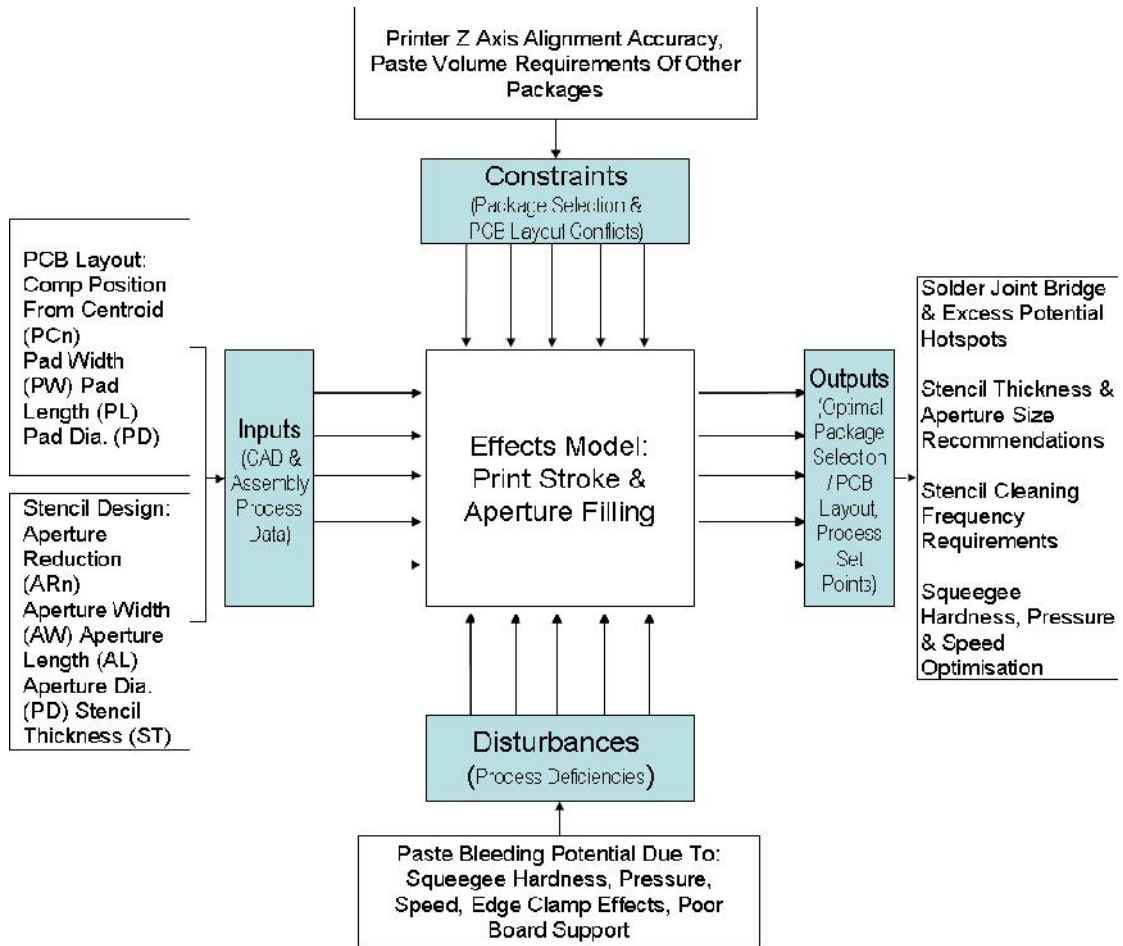 Printer Z Axis Alignment Accuracy,
Paste Volume Requirements Of Other
Packages
Constraints
(Package Selection &
PCB Layout Conflicts)
PCB Layout:
Comp Position
From Centroid
(PCn)
Pad Width
(PW) Pad
Length (PL)
Pad Dia. (PD)
Stencil Design:
Aperture
Reduction
(ARn)
Aperture Width
(AW) Aperture
Length (AL)
Aperture Dia.
(PD) Stencil
Thickness (ST)
Inputs
(CAD &
Assembly
Process
Data)
Effects Model:
Print Stroke &
Aperture Filling
Outputs
(Optimal
Package
Selection
/ PCB
Layout,
Process
Set
Points)
Solder Joint Bridge
& Excess Potential
Hotspots
Stencil Thickness &
Aperture Size
Recommendations
Stencil Cleaning
Frequency
Requirements
Squeegee
Hardness, Pressure
& Speed
Optimisation
Disturbances
(Process Deficiencies)
Paste Bleeding Potential Due To:
Squeegee Hardness, Pressure,
Speed, Edge Clamp Effects, Poor
Board Support